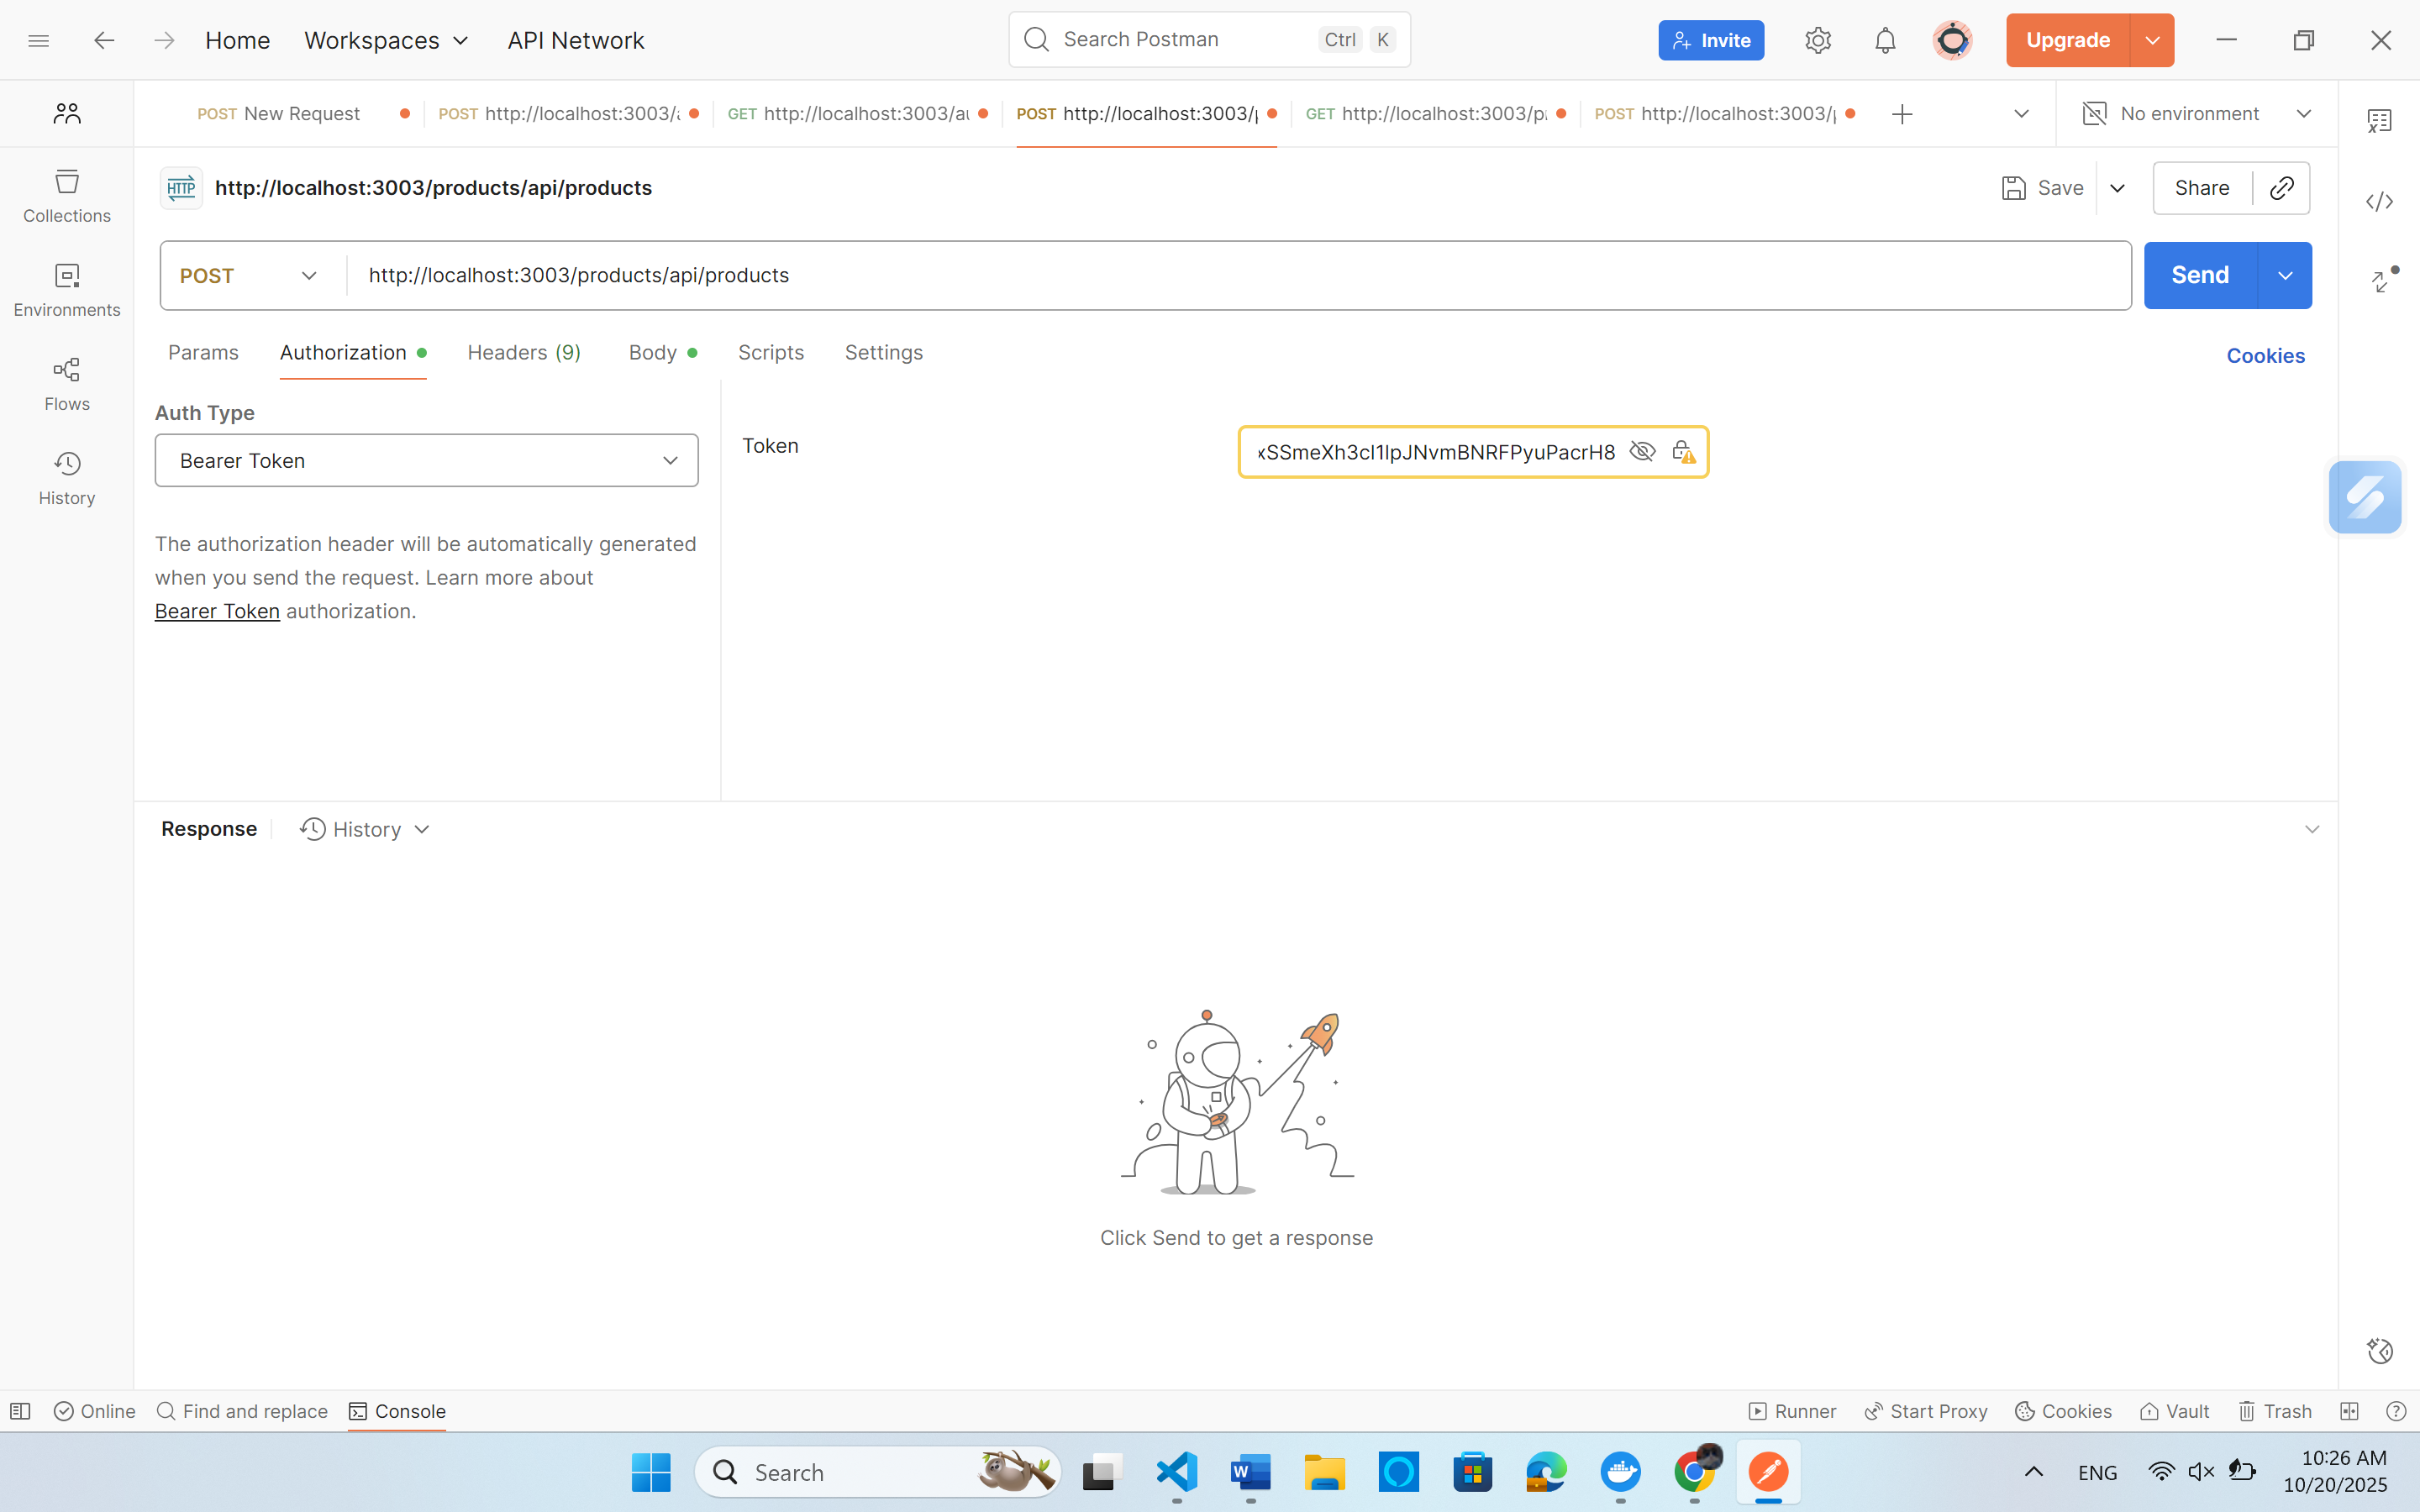 Home Workspaces API Network Search Postman Ctrl K Invite Upgrade
POST New Request POST http://localhost:3003/ GET http://localhost:3003/au POST http://localhost:3003/ GET http://localhost:3003/p POST http://localhost:3003/ No environment
HTTP http://localhost:3003/products/api/products Save Share
POST http://localhost:3003/products/api/products Send
Collections
Environments
Flows
History
Params Authorization Headers (9) Body Scripts Settings Cookies
Auth Type
Bearer Token
Token
xSSmeXh3cI1lpJNvmBNRFPyuPacrH8
The authorization header will be automatically generated
when you send the request. Learn more about
Bearer Token authorization.
Response History
Click Send to get a response
Online Find and replace Console Runner Start Proxy Cookies Vault Trash
Search ENG 10:26 AM
10/20/2025